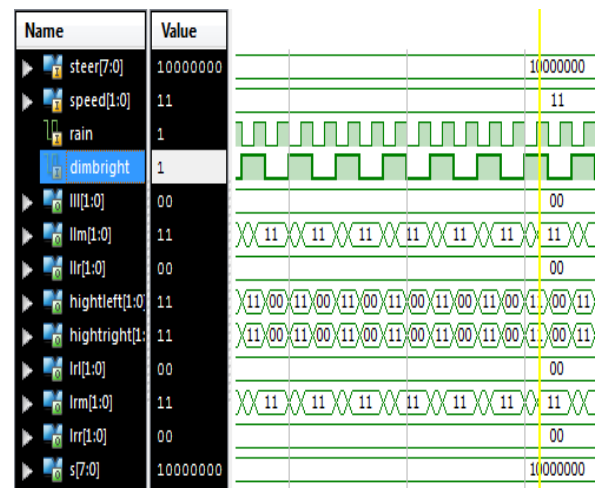 Name Value
steer[7:0] 10000000 10000000
speed[1:0] 11 11
rain 1
dimbright 1
lll[1:0] 00 00
llm[1:0] 11 11 11 11 11 11 11 11
llr[1:0] 00 00
hightleft[1:0] 11 11 00 11 00 11 00 11 00 11 00 11 00 11 00 11
hightright[1: 11 11 00 11 00 11 00 11 00 11 00 11 00 11 00 11
lrl[1:0] 00 00
lrm[1:0] 11 11 11 11 11 11 11 11
lrr[1:0] 00 00
s[7:0] 10000000 10000000